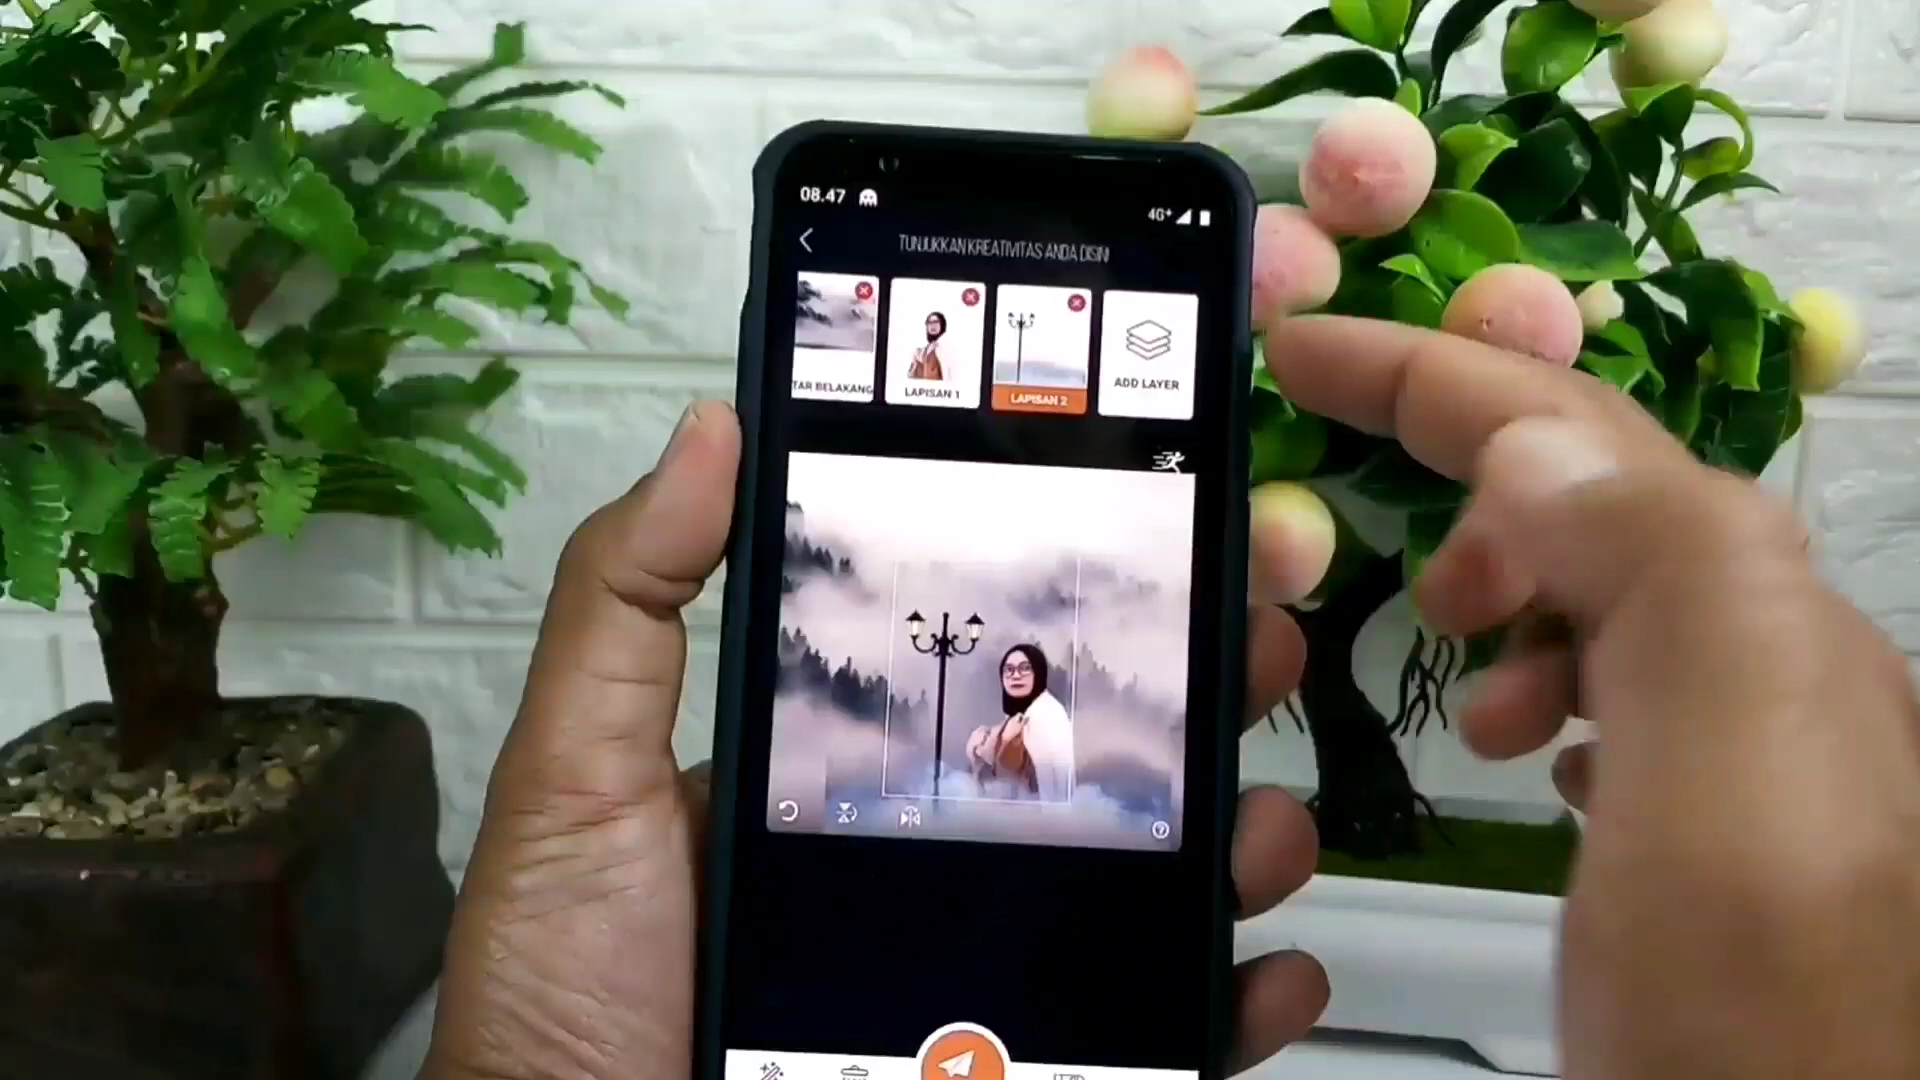 08.47
4G+
TUNJUKKAN KREATIVITAS ANDA DISINI
TAR BELAKANG
LAPISAN 1
LAPISAN 2
ADD LAYER